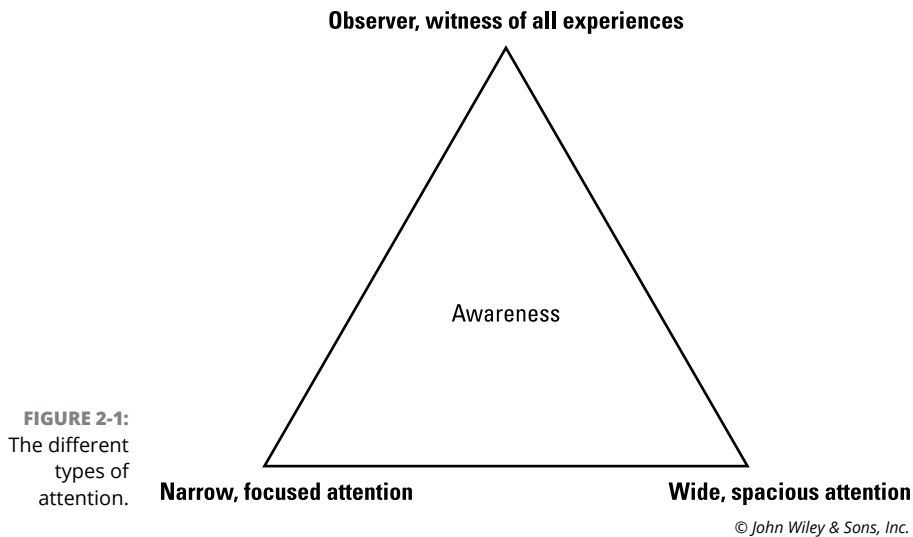 Observer, witness of all experiences
Awareness
FIGURE 2-1:
The different
types of
attention.
Narrow, focused attention
Wide, spacious attention
© John Wiley & Sons, Inc.